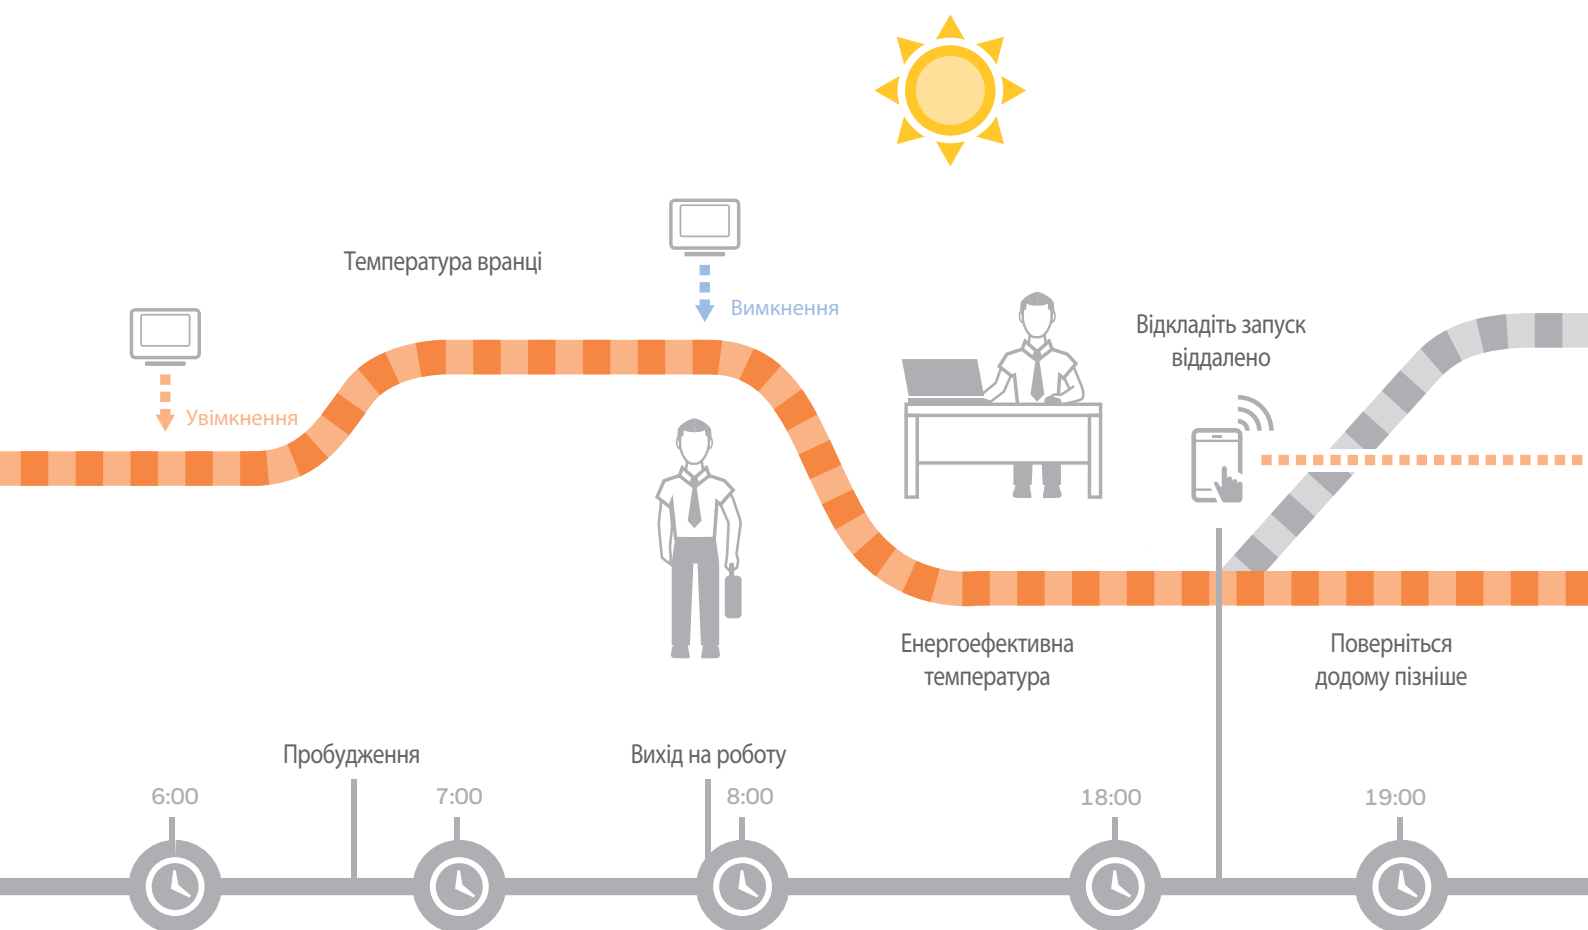 Температура вранці
Вимкнення
Увімкнення
Відкладіть запуск
віддалено
Енергоефективна
температура
Поверніться
додому пізніше
Пробудження
Вихід на роботу
6:00
7:00
8:00
18:00
19:00